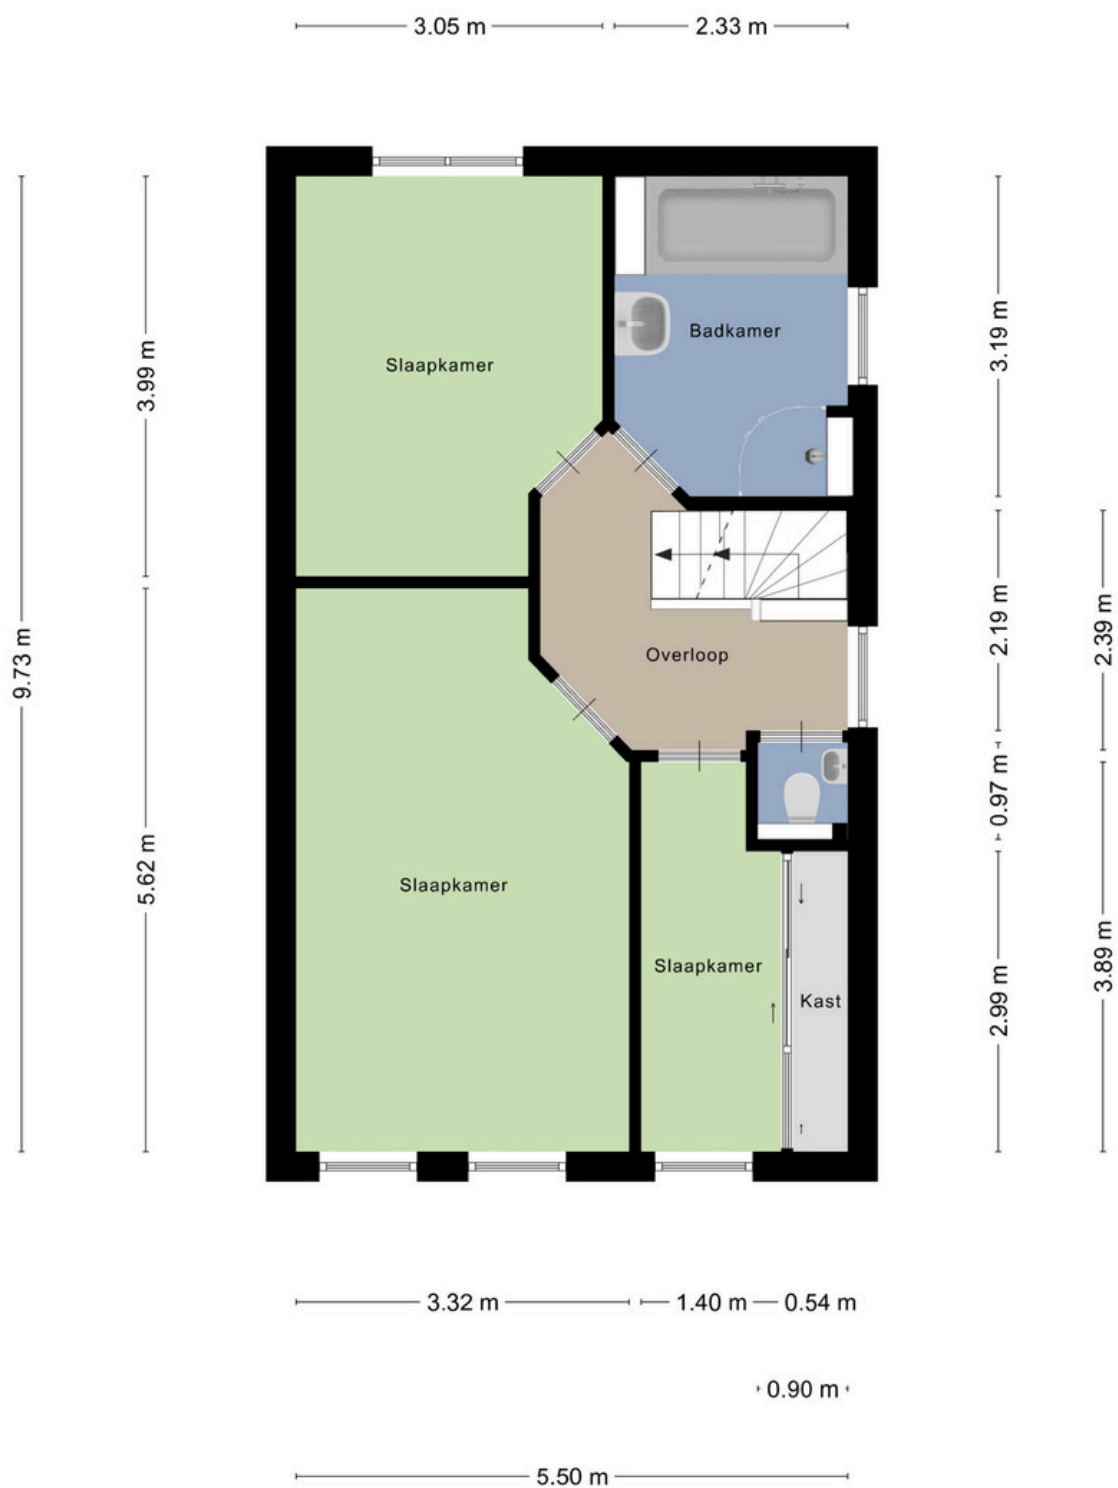 3.05 m
2.33 m
Slaapkamer
Badkamer
3.99 m
3.19 m
9.73 m
Overloop
2.19 m
2.39 m
0.97 m
5.62 m
Slaapkamer
Slaapkamer
Kast
2.99 m
3.89 m
3.32 m
1.40 m
0.54 m
0.90 m
5.50 m